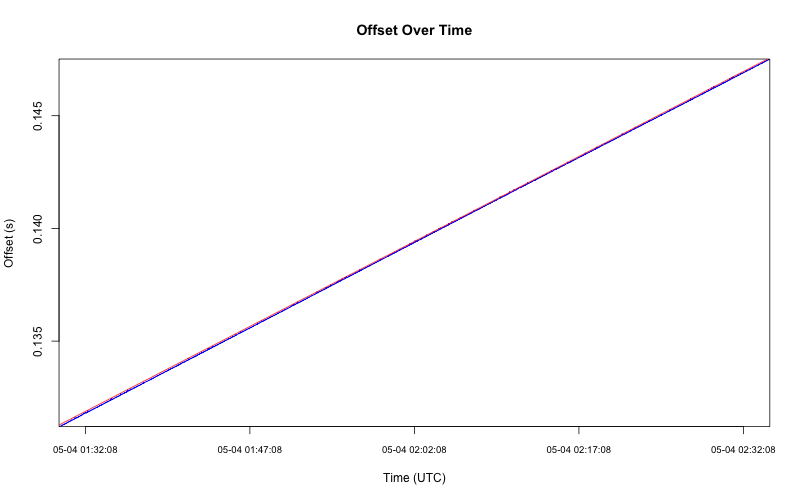 Offset Over Time
0.145
0.140
0.135
Offset (s)
05-04 01:32:08
05-04 01:47:08
05-04 02:02:08
05-04 02:17:08
05-04 02:32:08
Time (UTC)